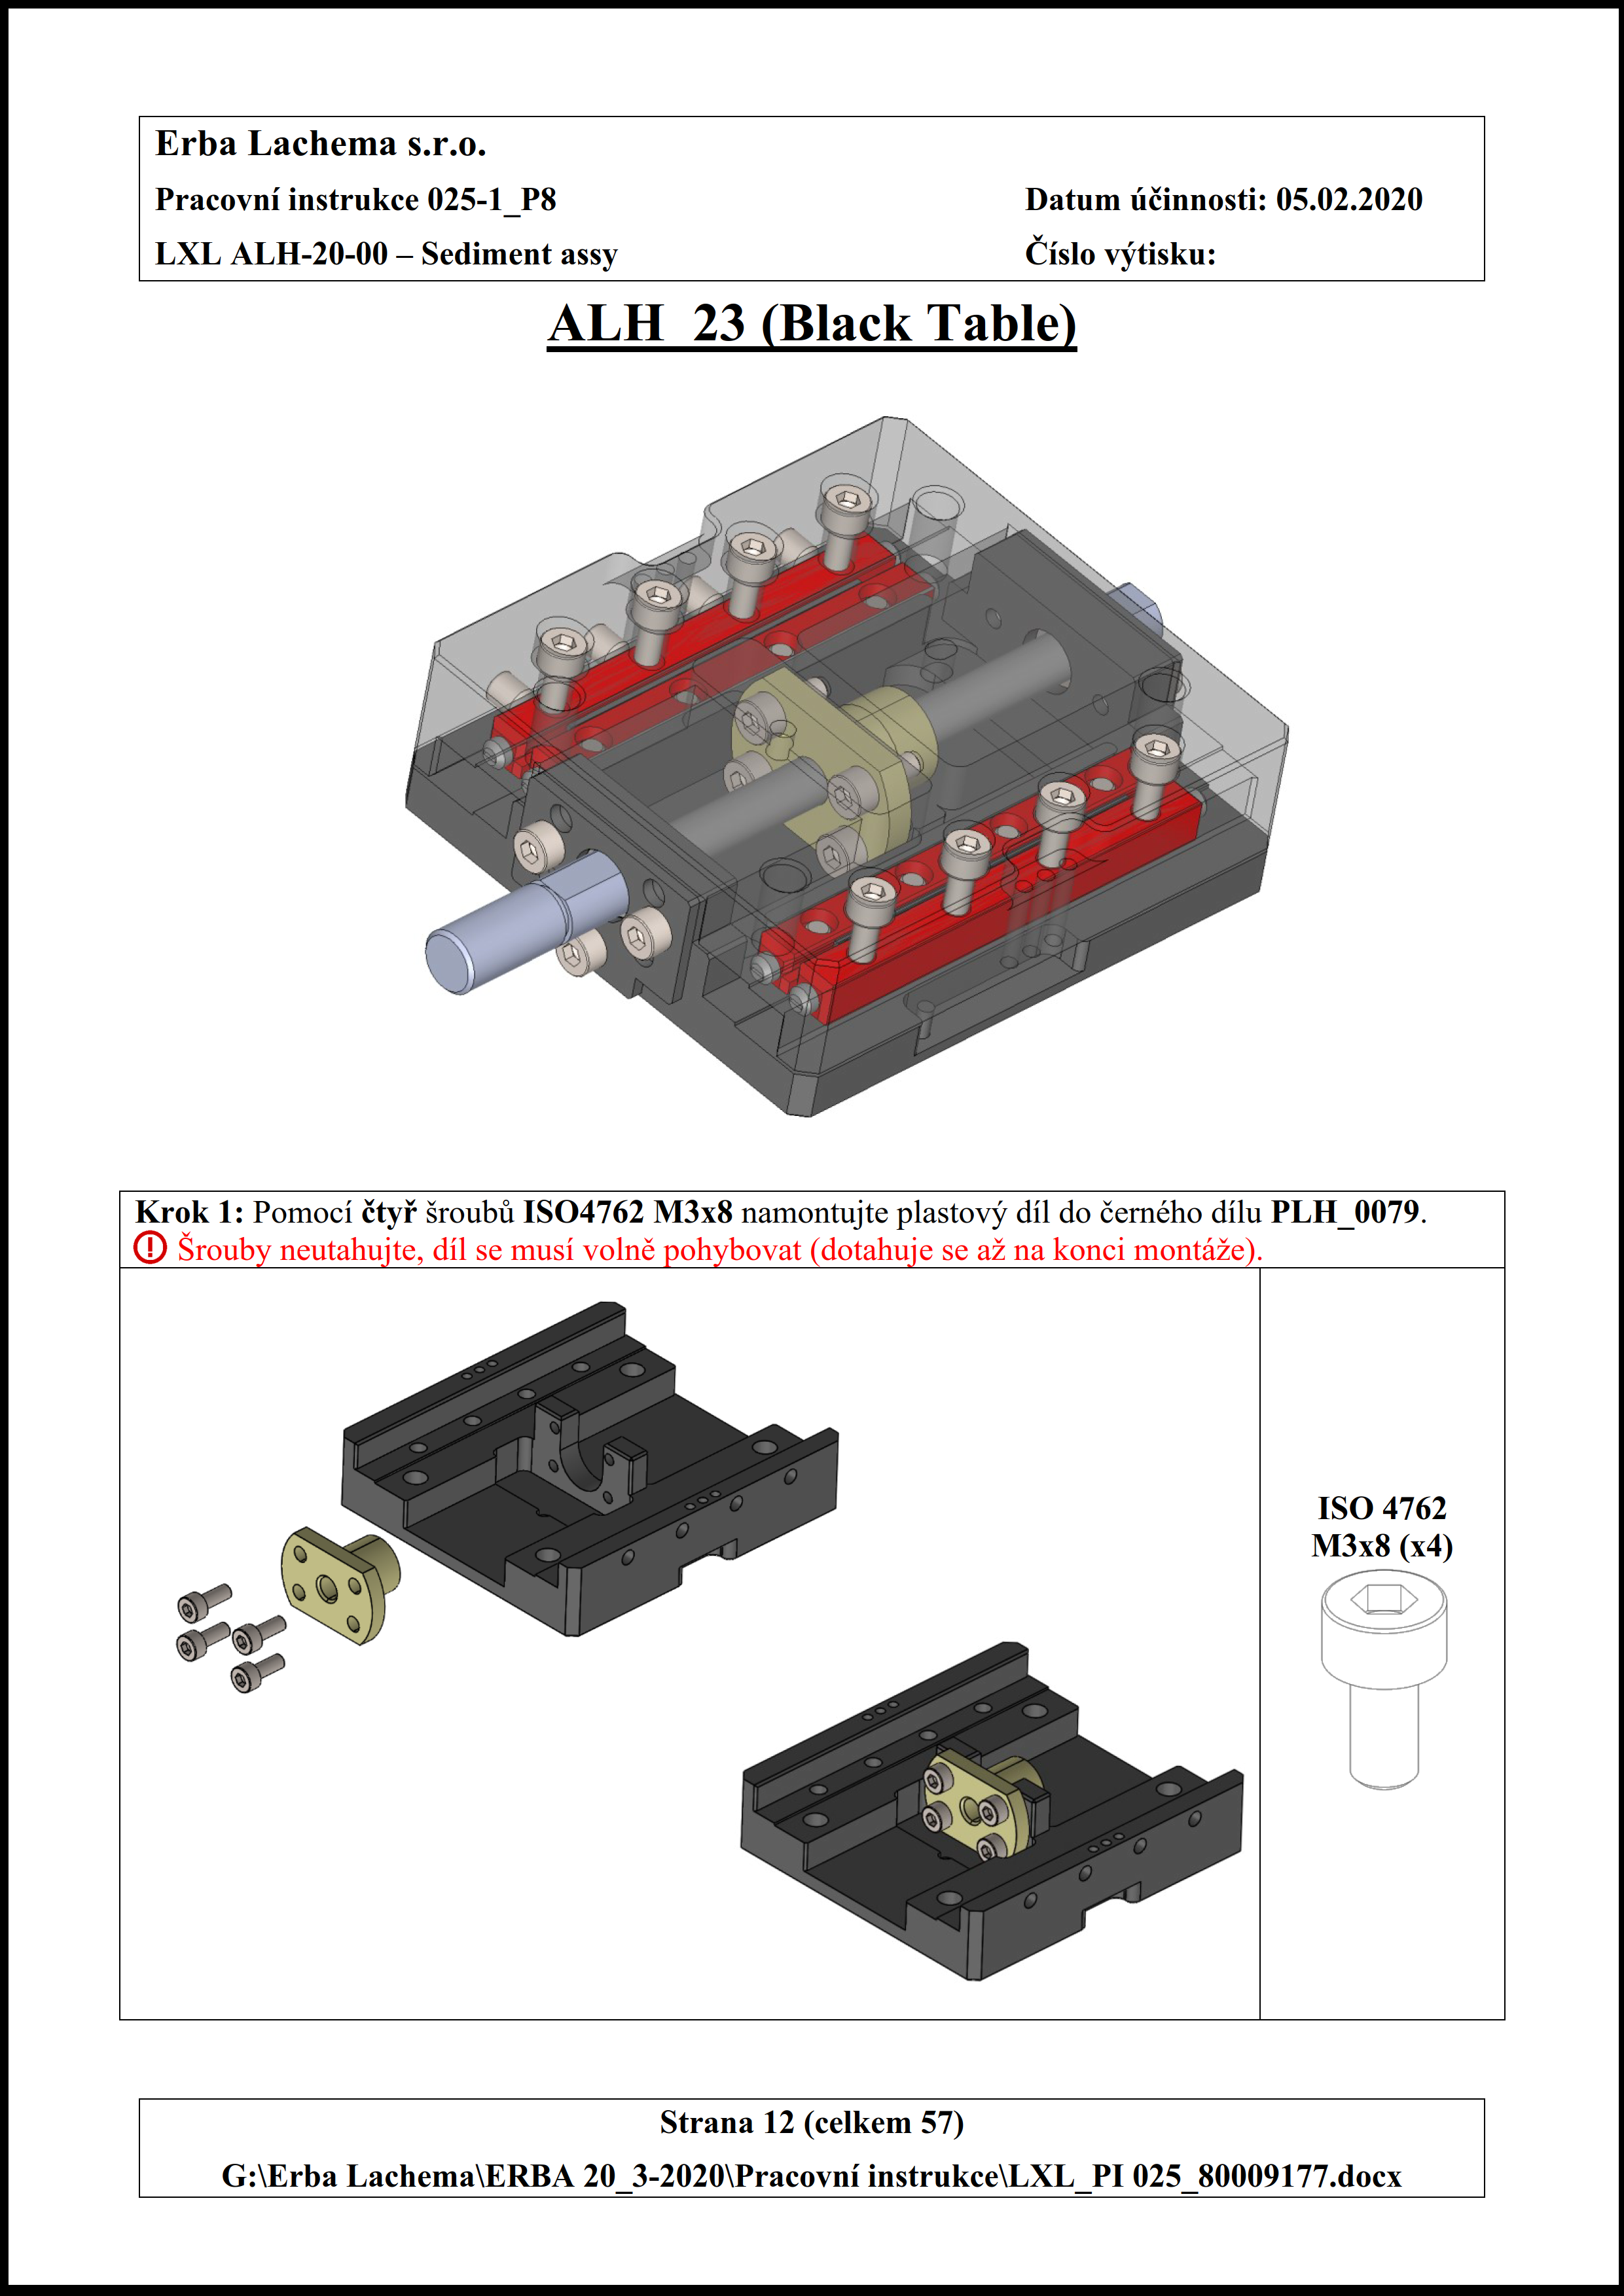 Erba Lachema s.r.o.
Pracovní instrukce 025-1_P8
Datum účinnosti: 05.02.2020
LXL ALH-20-00 – Sediment assy
Číslo výtisku:
ALH_23 (Black Table)
Krok 1: Pomocí čtyř šroubů ISO4762 M3x8 namontujte plastový díl do černého dílu PLH_0079.
Šrouby neutahujte, díl se musí volně pohybovat (dotahuje se až na konci montáže).
ISO 4762
M3x8 (x4)
Strana 12 (celkem 57)
G:\Erba Lachema\ERBA 20_3-2020\Pracovní instrukce\LXL_PI 025_80009177.docx